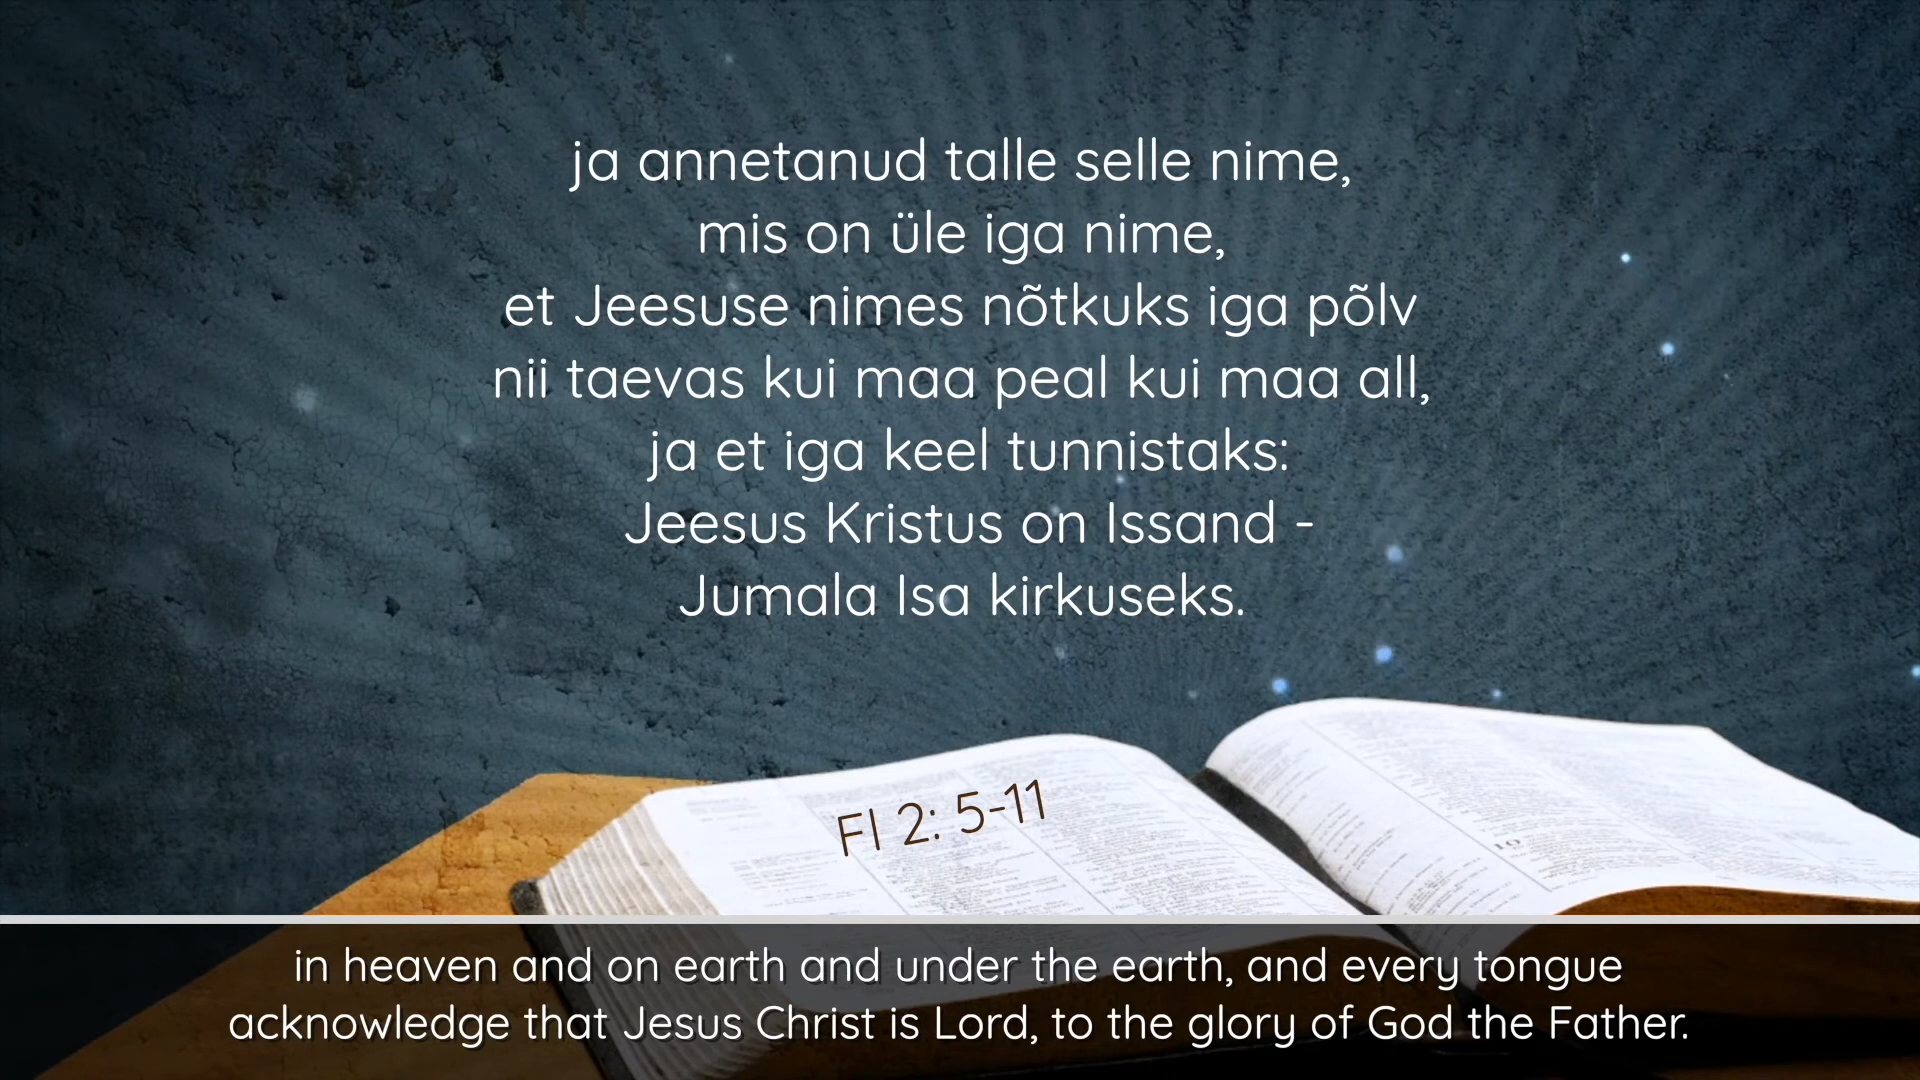 ja annetanud talle selle nime,
mis on üle iga nime,
et Jeesuse nimes nõtkuks iga põlv
nii taevas kui maa peal kui maa all,
ja et iga keel tunnistaks:
Jeesus Kristus on Issand -
Jumala Isa kirkuseks.
Fl 2: 5-11
in heaven and on earth and under the earth, and every tongue
acknowledge that Jesus Christ is Lord, to the glory of God the Father.